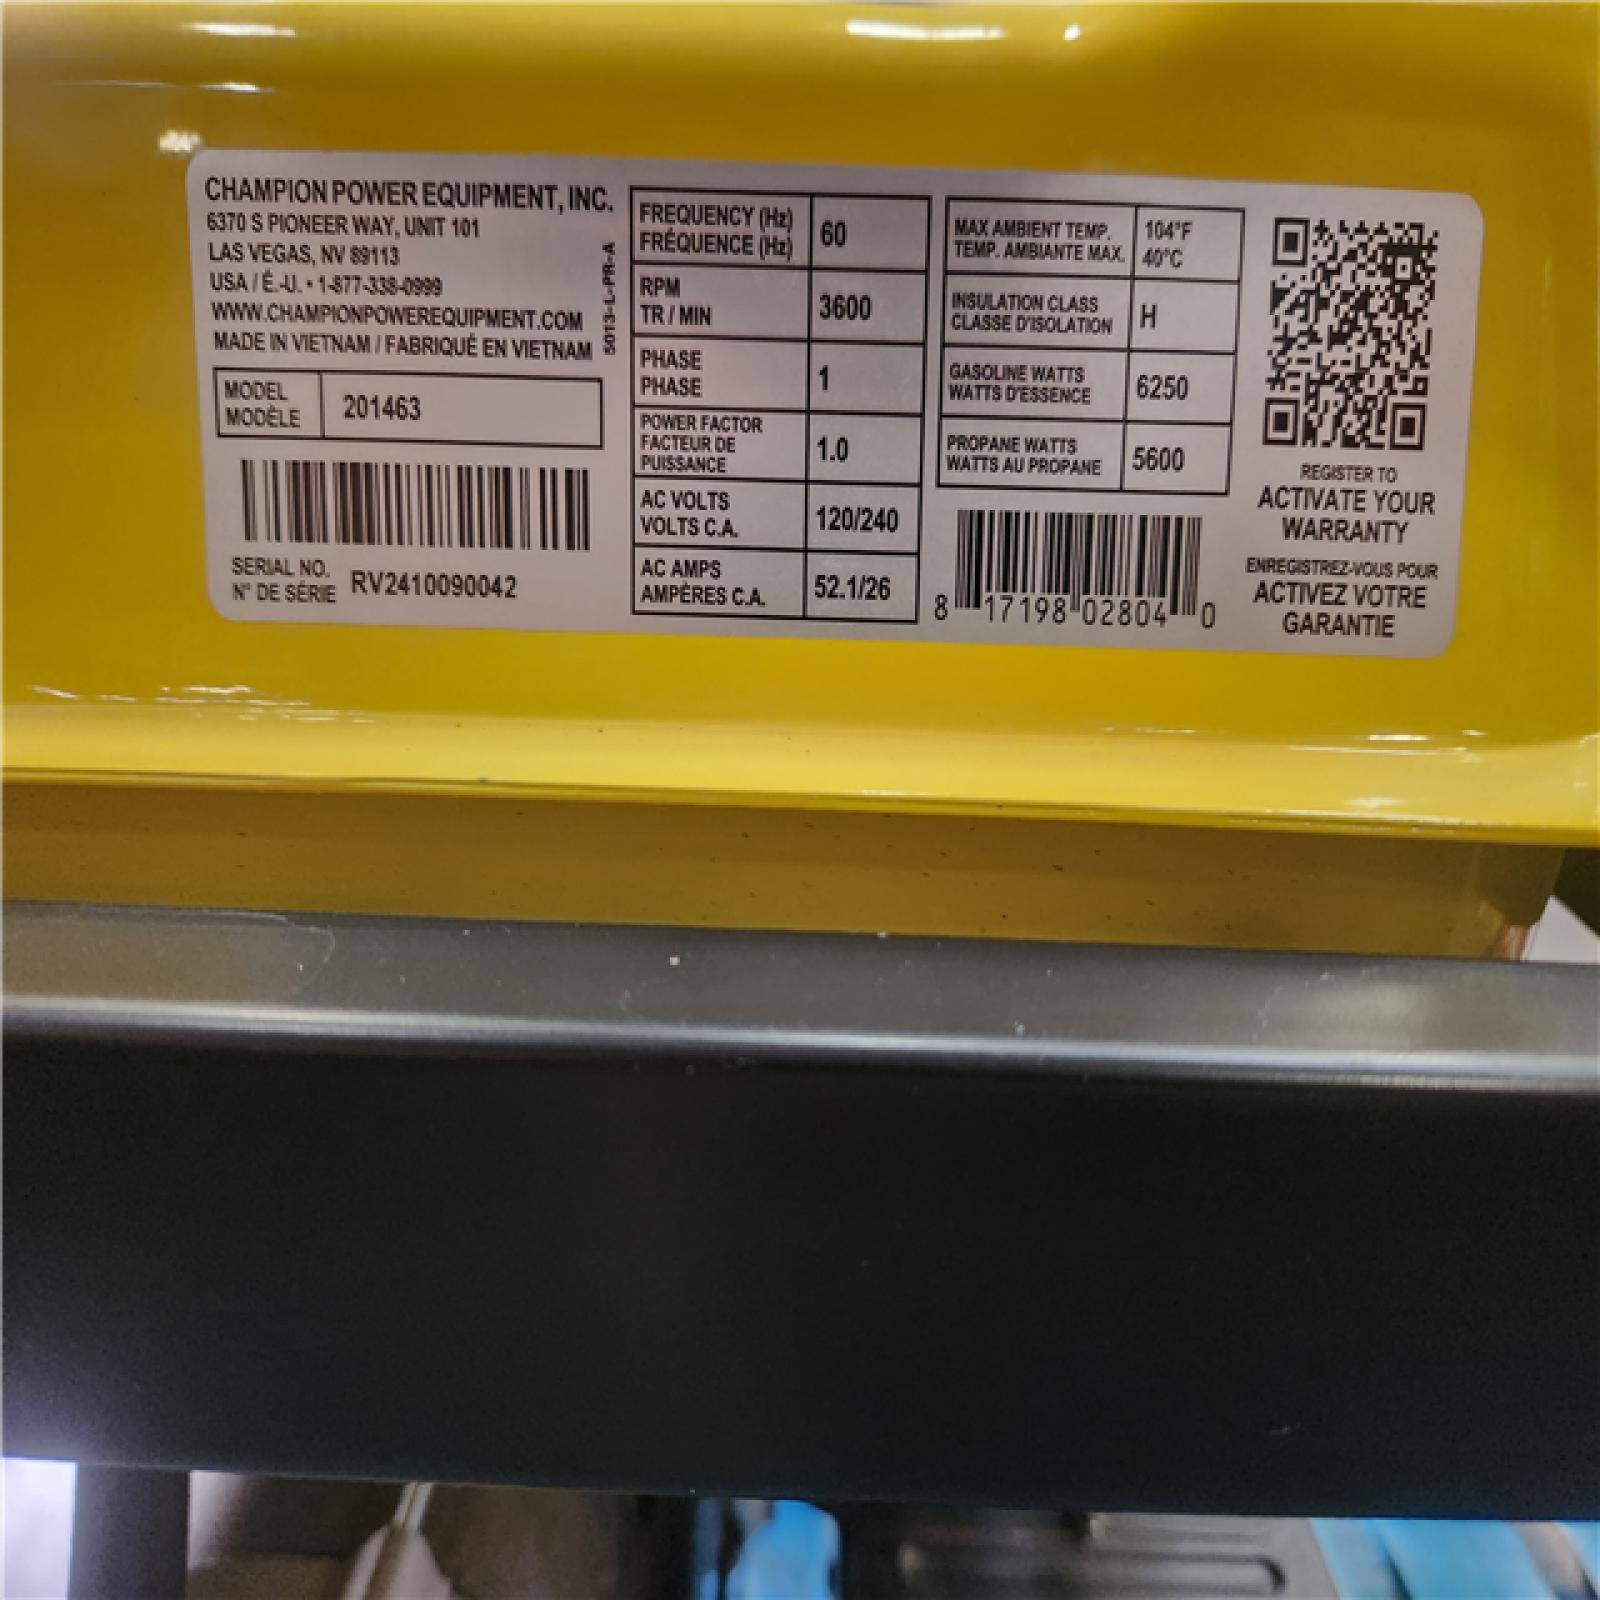 CHAMPION POWER EQUIPMENT, INC.
6370 S PIONEER WAY, UNIT 101
LAS VEGAS, NV 89113
USA / É.-U. • 1-877-338-0999
WWW.CHAMPIONPOWEREQUIPMENT.COM
MADE IN VIETNAM / FABRIQUÉ EN VIETNAM
5013-L-PR-A
MODEL
MODÈLE
201463
SERIAL NO.
N° DE SÉRIE
RV2410090042
FREQUENCY (Hz)
FRÉQUENCE (Hz)
60
RPM
TR / MIN
3600
PHASE
PHASE
1
POWER FACTOR
FACTEUR DE
PUISSANCE
1.0
AC VOLTS
VOLTS C.A.
120/240
AC AMPS
AMPÈRES C.A.
52.1/26
MAX AMBIENT TEMP.
TEMP. AMBIANTE MAX.
104°F
40°C
INSULATION CLASS
CLASSE D'ISOLATION
H
GASOLINE WATTS
WATTS D'ESSENCE
6250
PROPANE WATTS
WATTS AU PROPANE
5600
8 17198 02804 0
REGISTER TO
ACTIVATE YOUR
WARRANTY
ENREGISTREZ-VOUS POUR
ACTIVEZ VOTRE
GARANTIE